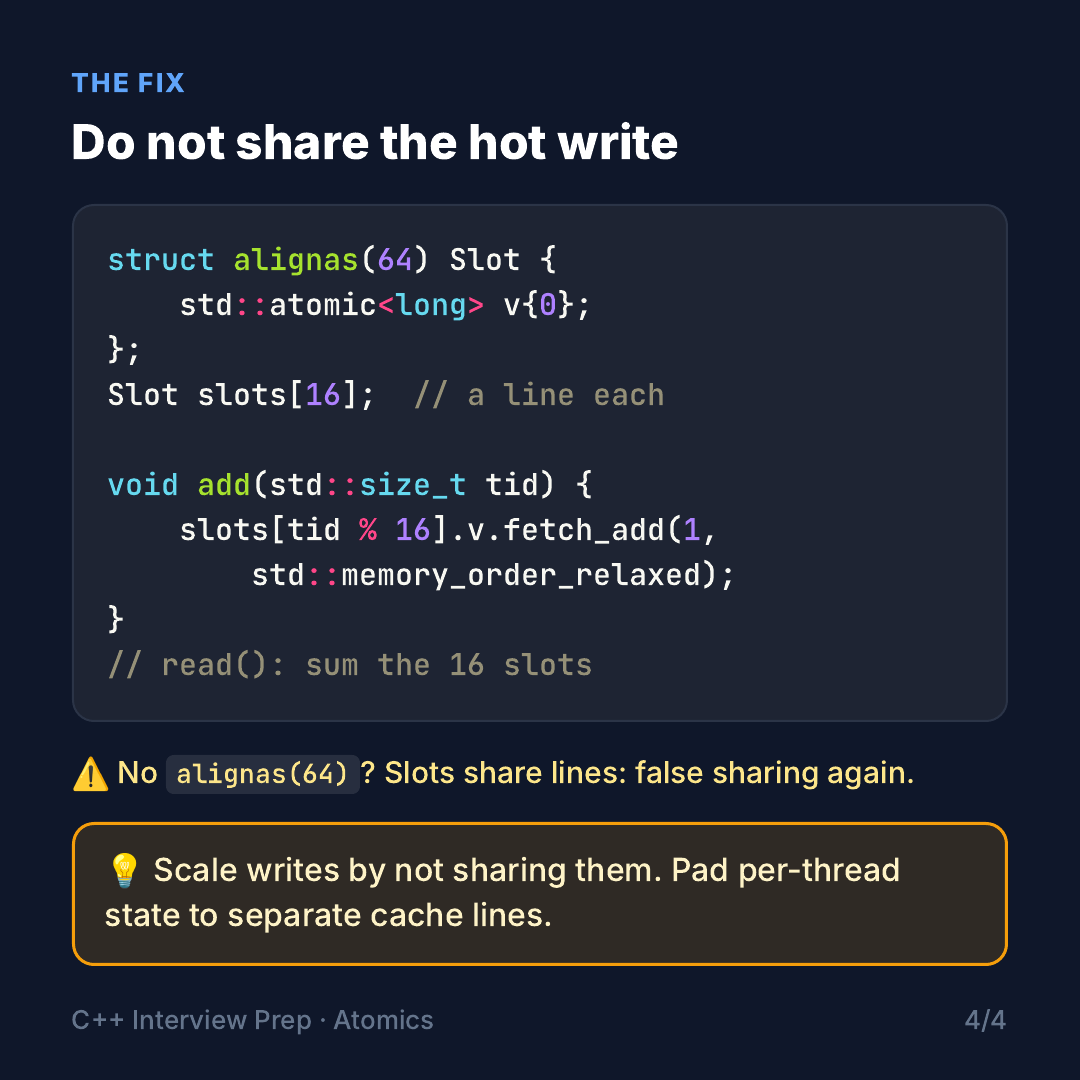 THE FIX
Do not share the hot write
struct alignas(64) Slot {
    std::atomic<long> v{0};
};
Slot slots[16];  // a line each

void add(std::size_t tid) {
    slots[tid % 16].v.fetch_add(1,
        std::memory_order_relaxed);
}
// read(): sum the 16 slots
⚠️ No alignas(64)? Slots share lines: false sharing again.
💡 Scale writes by not sharing them. Pad per-thread
state to separate cache lines.
C++ Interview Prep · Atomics
4/4